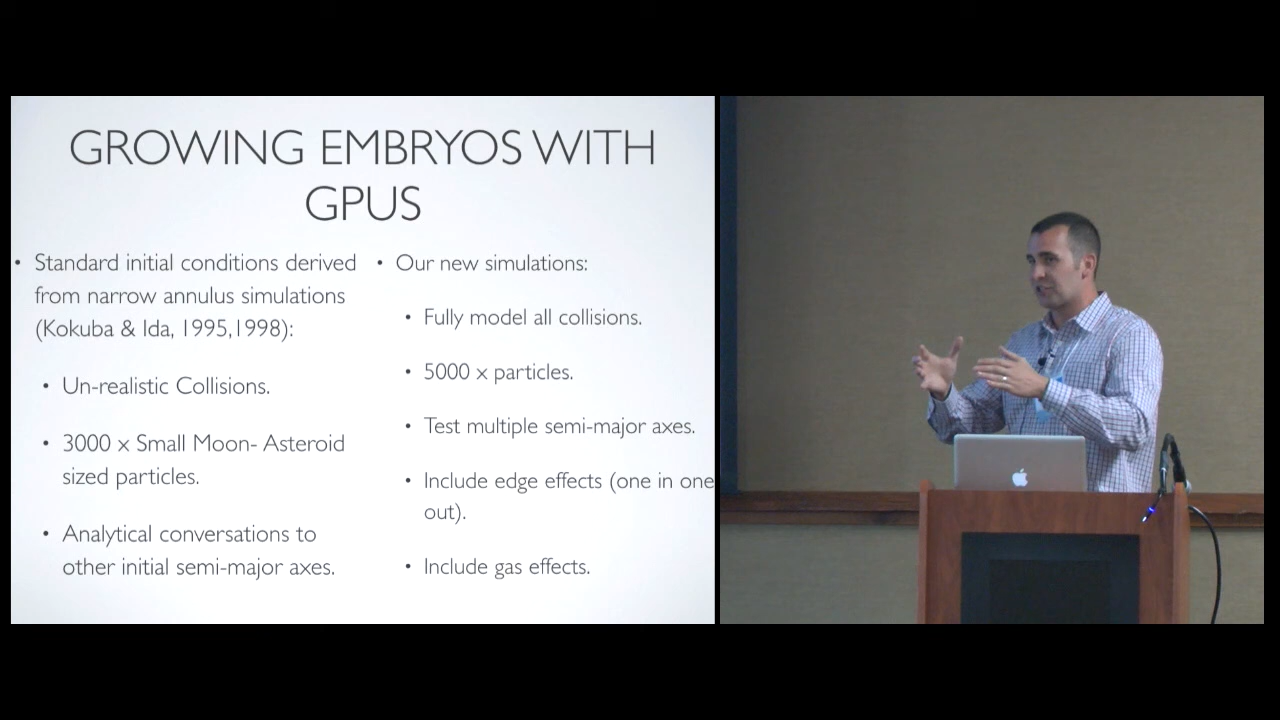 GROWING EMBRYOS WITH
GPUS
• Standard initial conditions derived
from narrow annulus simulations
(Kokuba & Ida, 1995,1998):
• Un-realistic Collisions.
• 3000 x Small Moon- Asteroid
sized particles.
• Analytical conversations to
other initial semi-major axes.
• Our new simulations:
• Fully model all collisions.
• 5000 x particles.
• Test multiple semi-major axes.
• Include edge effects (one in one
out).
• Include gas effects.